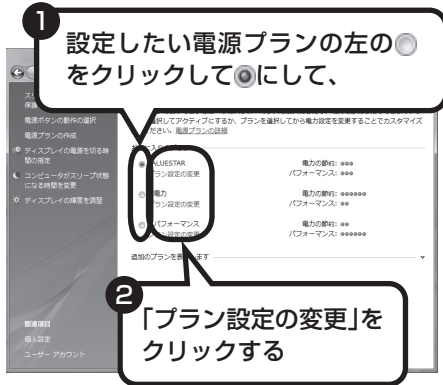 1
設定したい電源プランの左の
をクリックして にして、
電源ボタンの動作の選択
電源プランの作成
ディスプレイの電源を切る時
間の指定
コンピュータがスリープ状態
になる時間を変更
ディスプレイの輝度を調整
選択してアクティブにするか、プランを選択してから電力設定を変更することでカスタマイズ
ださい。電源プランの詳細
ALUESTAR
電力の節約:
プラン設定の変更
パフォーマンス:
電力
電力の節約:
プラン設定の変更
パフォーマンス:
パフォーマンス
電力の節約:
設定の変更
パフォーマンス:
追加のプランを表 ます
2
「プラン設定の変更」を
クリックする
関連項目
個人設定
ユーザー アカウント